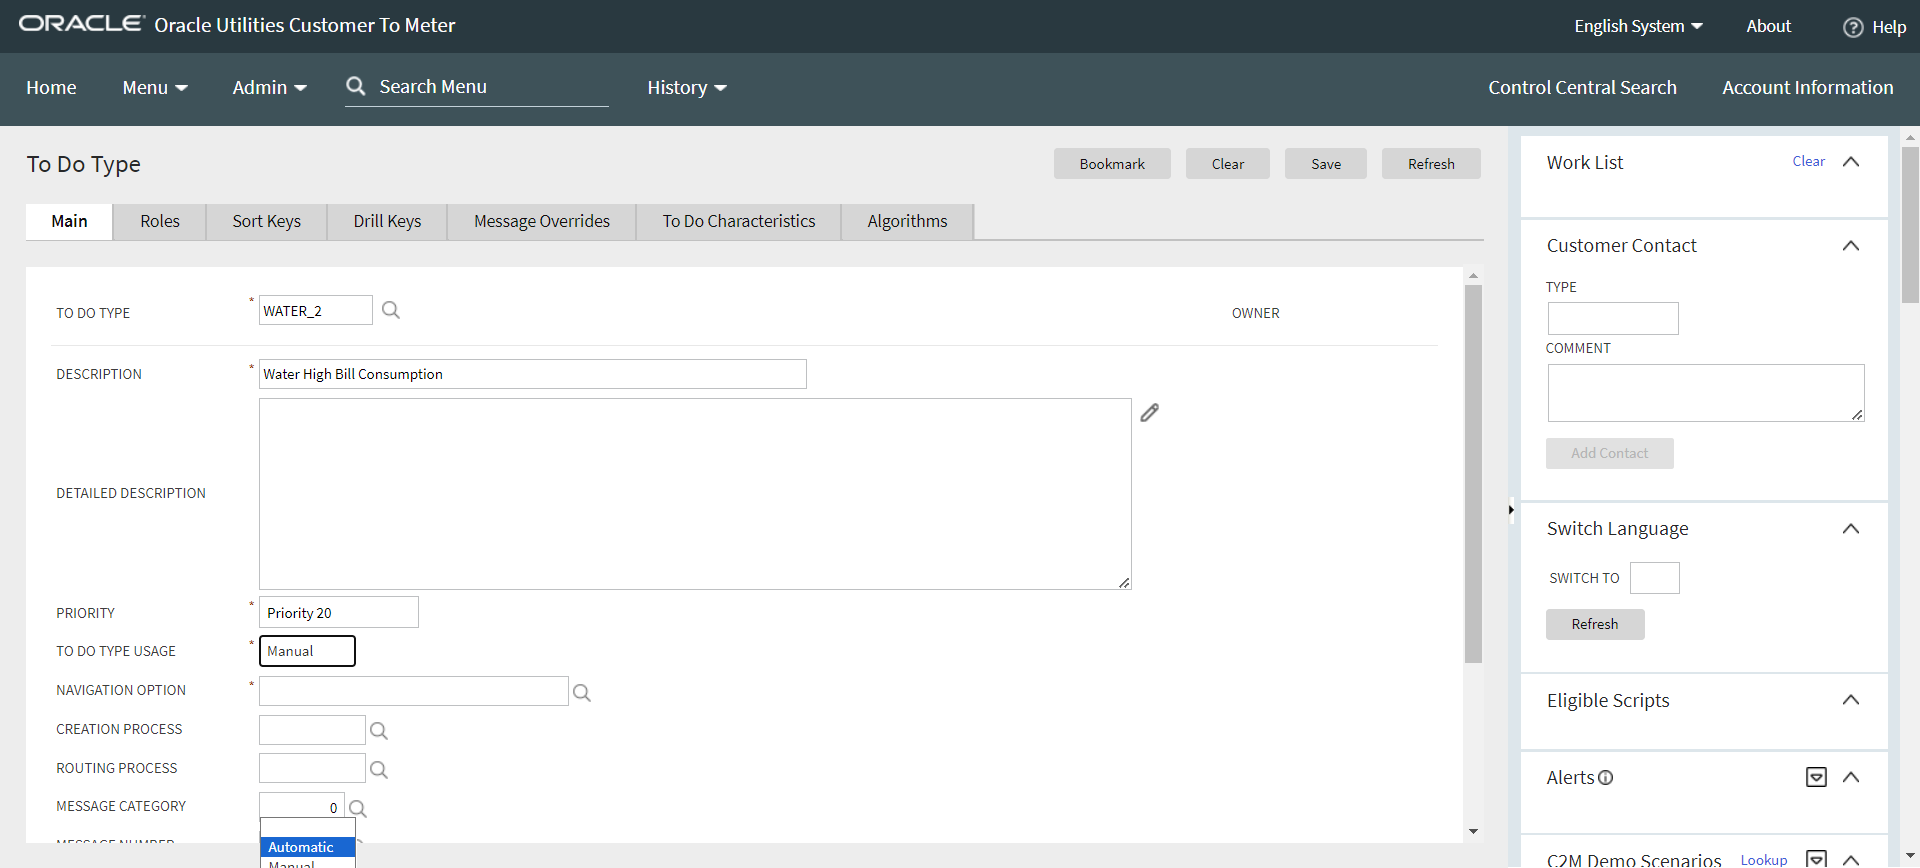 ORACLE Oracle Utilities Customer To Meter
English System About Help
Home Menu Admin Search Menu History Control Central Search Account Information
To Do Type
Bookmark Clear Save Refresh
Main Roles Sort Keys Drill Keys Message Overrides To Do Characteristics Algorithms
TO DO TYPE * WATER_2 OWNER
DESCRIPTION * Water High Bill Consumption
DETAILED DESCRIPTION
PRIORITY * Priority 20
TO DO TYPE USAGE * Manual
NAVIGATION OPTION *
CREATION PROCESS
ROUTING PROCESS
MESSAGE CATEGORY 0
MESSAGE NUMBER
Automatic
Manual
Work List Clear
Customer Contact
TYPE
COMMENT
Add Contact
Switch Language
SWITCH TO
Refresh
Eligible Scripts
Alerts
C2M Demo Scenarios Lookup